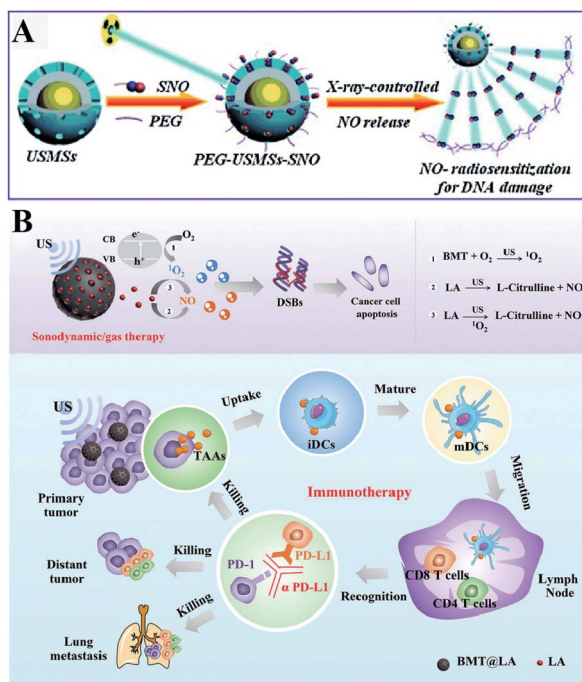 A
SNO
PEG
USMSs
PEG-USMSs-SNO
X-ray-controlled
NO release
NO- radiosensitization
for DNA damage
B
US
CB
e-
VB
h+
1
O2
1O2
3
NO
2
Sonodynamic/gas therapy
DSBs
Cancer cell
apoptosis
1 BMT + O2 US 1O2
2 LA US L-Citrulline + NO
3 LA US 1O2 L-Citrulline + NO
US
Primary
tumor
TAAs
Uptake
iDCs
Mature
mDCs
Migration
Immunotherapy
Killing
PD-1
PD-L1
α PD-L1
Killing
Distant
tumor
Killing
Lung
metastasis
Recognition
CD8 T cells
CD4 T cells
Lymph
Node
BMT@LA
LA